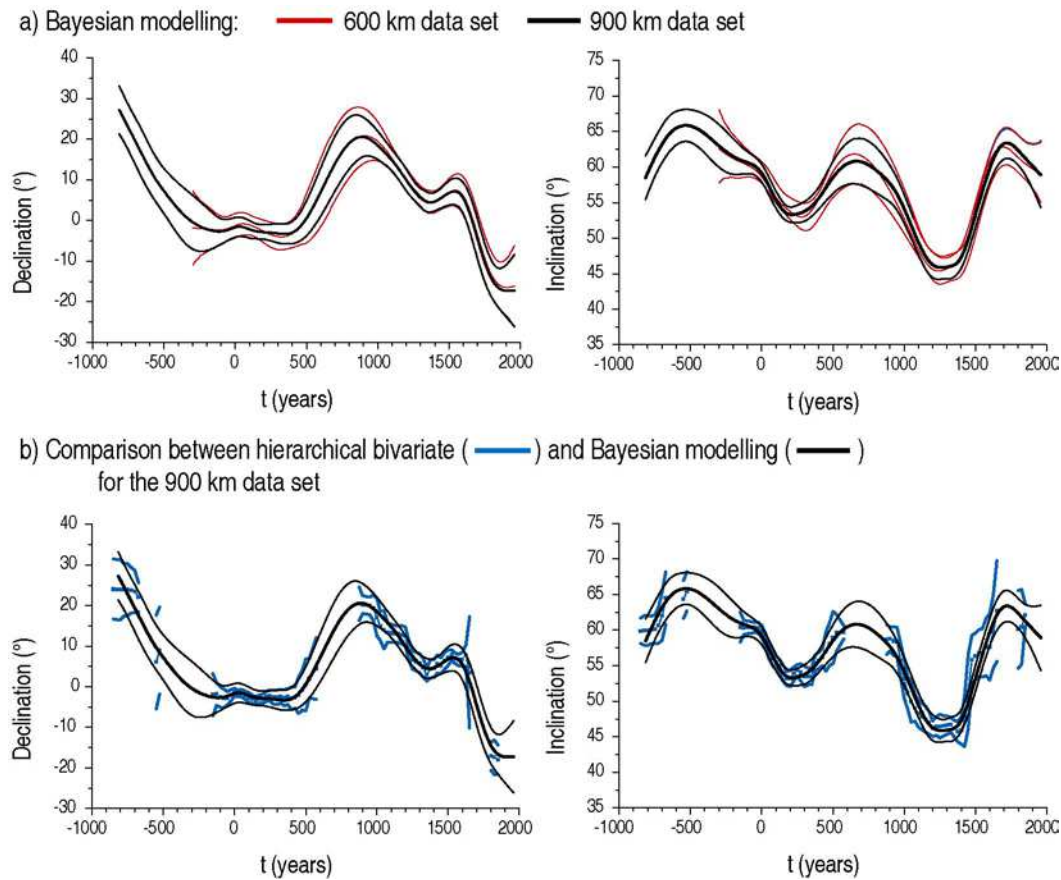 a) Bayesian modelling: 600 km data set 900 km data set
40
30
20
10
0
-10
-20
-30
Declination (°)
-1000 -500 0 500 1000 1500 2000
t (years)
75
70
65
60
55
50
45
40
35
Inclination (°)
-1000 -500 0 500 1000 1500 2000
t (years)
b) Comparison between hierarchical bivariate ( ) and Bayesian modelling ( )
for the 900 km data set
40
30
20
10
0
-10
-20
-30
Declination (°)
-1000 -500 0 500 1000 1500 2000
t (years)
75
70
65
60
55
50
45
40
35
Inclination (°)
-1000 -500 0 500 1000 1500 2000
t (years)